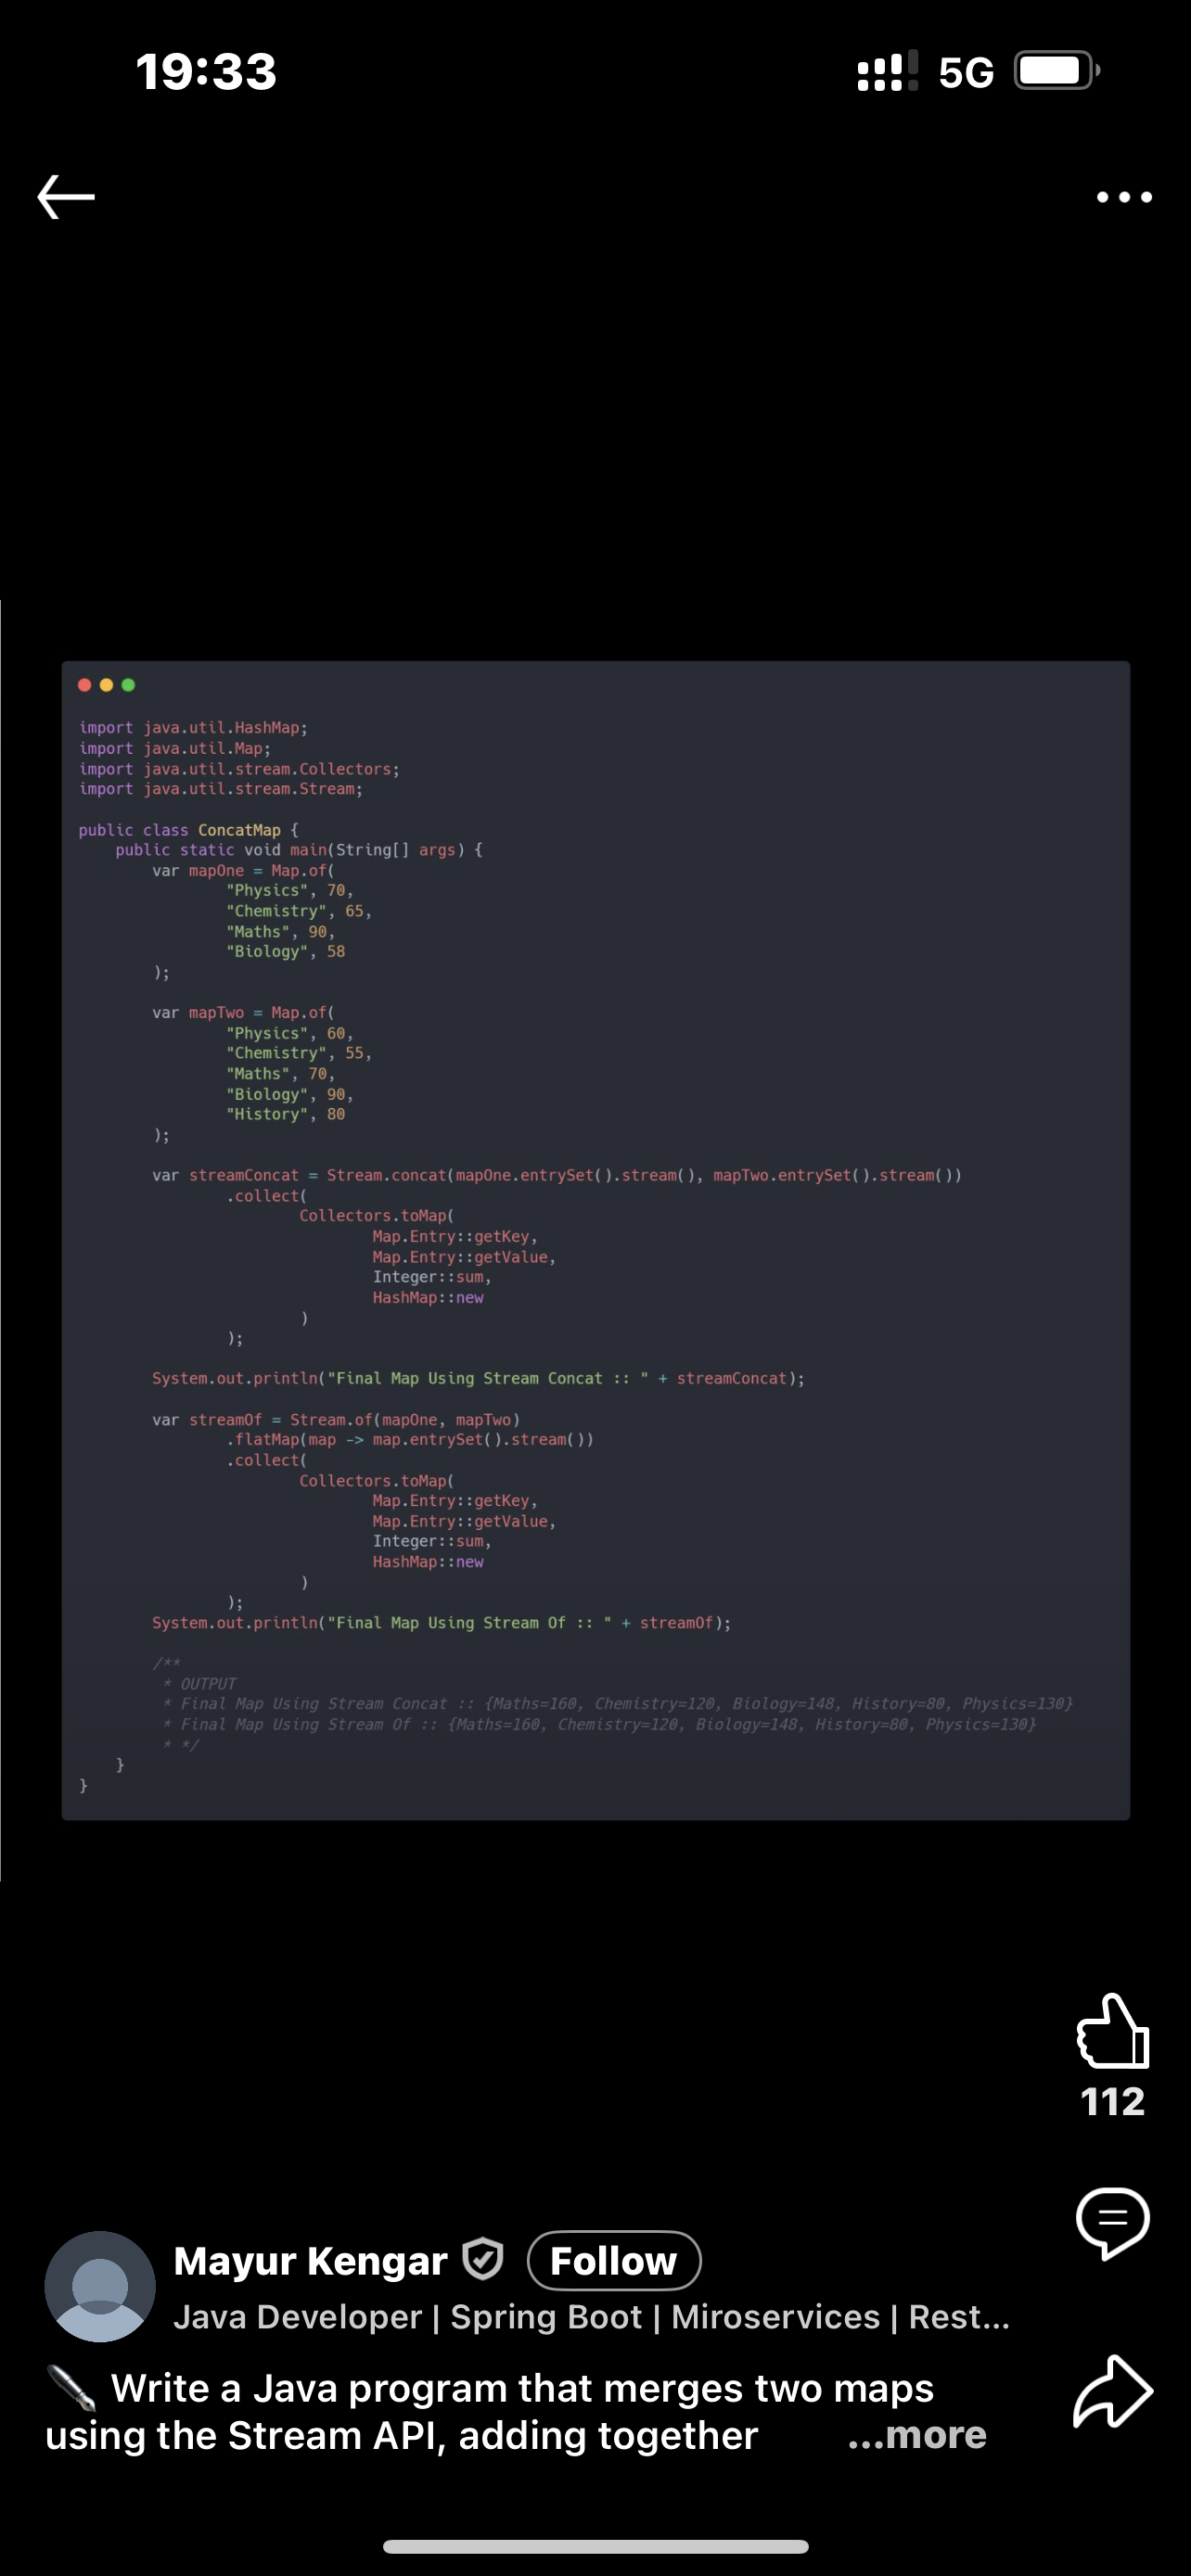 19:33
5G
import java.util.HashMap;
import java.util.Map;
import java.util.stream.Collectors;
import java.util.stream.Stream;
public class ConcatMap {
    public static void main(String[] args) {
        var mapOne = Map.of(
                "Physics", 70,
                "Chemistry", 65,
                "Maths", 90,
                "Biology", 58
        );
        var mapTwo = Map.of(
                "Physics", 60,
                "Chemistry", 55,
                "Maths", 70,
                "Biology", 90,
                "History", 80
        );
        var streamConcat = Stream.concat(mapOne.entrySet().stream(), mapTwo.entrySet().stream())
                .collect(
                        Collectors.toMap(
                                Map.Entry::getKey,
                                Map.Entry::getValue,
                                Integer::sum,
                                HashMap::new
                        )
                );
        System.out.println("Final Map Using Stream Concat :: " + streamConcat);
        var streamOf = Stream.of(mapOne, mapTwo)
                .flatMap(map -> map.entrySet().stream())
                .collect(
                        Collectors.toMap(
                                Map.Entry::getKey,
                                Map.Entry::getValue,
                                Integer::sum,
                                HashMap::new
                        )
                );
        System.out.println("Final Map Using Stream Of :: " + streamOf);
        /**
         * OUTPUT
         * Final Map Using Stream Concat :: {Maths=160, Chemistry=120, Biology=148, History=80, Physics=130}
         * Final Map Using Stream Of :: {Maths=160, Chemistry=120, Biology=148, History=80, Physics=130}
         * */
    }
}
112
Mayur Kengar Follow
Java Developer | Spring Boot | Miroservices | Rest...
Write a Java program that merges two maps
using the Stream API, adding together ...more